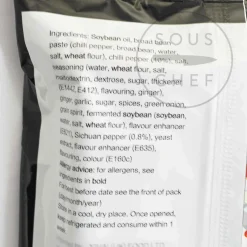 Ingredients: Soybean oil, broad bean
paste (chili pepper, broad bean, water,
salt, wheat flour), chili pepper (water, salt,
seasoning (water, wheat flour, salt,
maltodextrin, dextrose, sugar, thickener,
(E1442, E412), flavouring, ginger),
ginger, garlic, sugar, spices, green onion,
grain spirit, fermented soybean (soybean,
water, salt, wheat flour), flavour enhancer
Sichuan pepper (0.8%), yeast
extract, flavour enhancer (E635),
flavouring, colour (E160c)
Allergy advice: for allergens, see
ingredients in bold
before date see the front of pack
(day/month/year)
Store in a cool, dry place. Once opened,
keep refrigerated and consume within 1
week
SOUS
CHEF